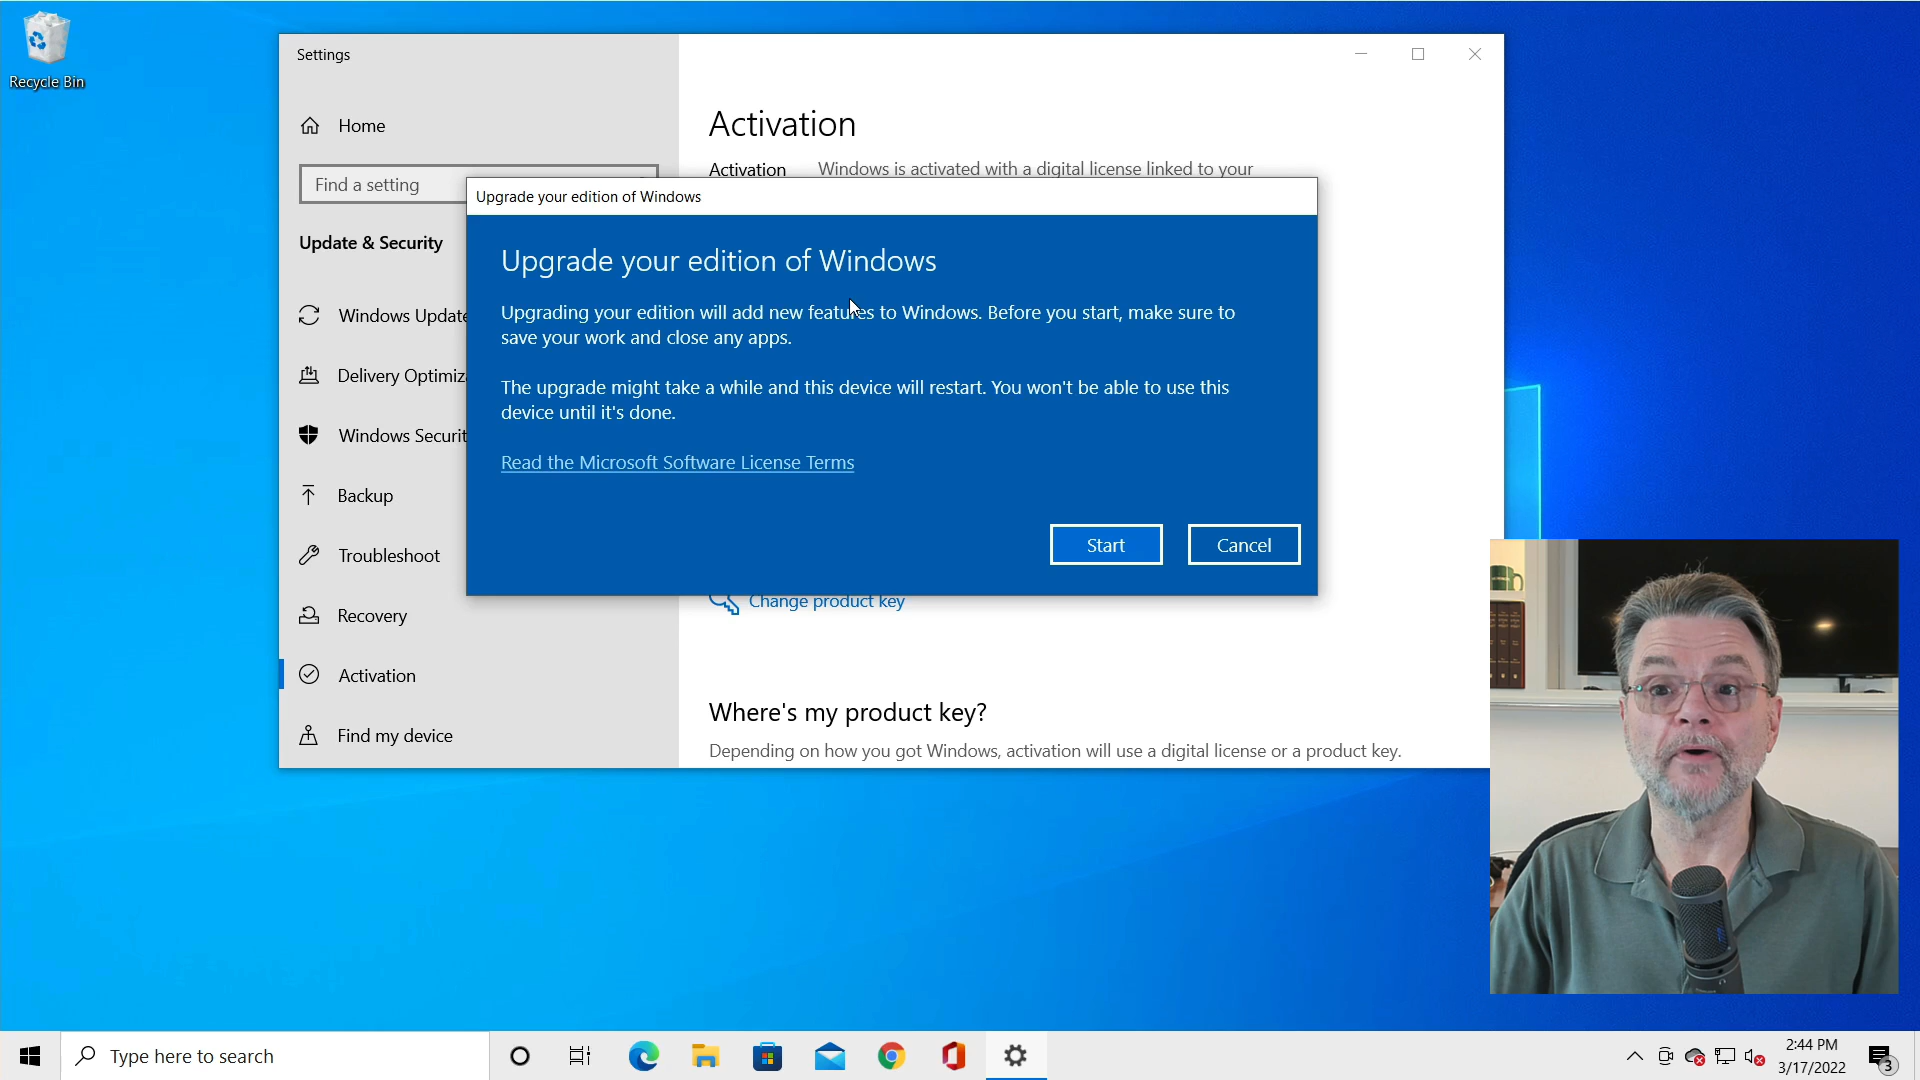 Recycle Bin
Settings
Home
Find a setting
Update & Security
Windows Update
Delivery Optimiz
Windows Securit
Backup
Troubleshoot
Recovery
Activation
Find my device
Activation
Activation Windows is activated with a digital license linked to your
Upgrade your edition of Windows
Upgrade your edition of Windows
Upgrading your edition will add new features to Windows. Before you start, make sure to
save your work and close any apps.
The upgrade might take a while and this device will restart. You won't be able to use this
device until it's done.
Read the Microsoft Software License Terms
Start Cancel
Change product key
Where's my product key?
Depending on how you got Windows, activation will use a digital license or a product key.
Type here to search
2:44 PM
3/17/2022
3